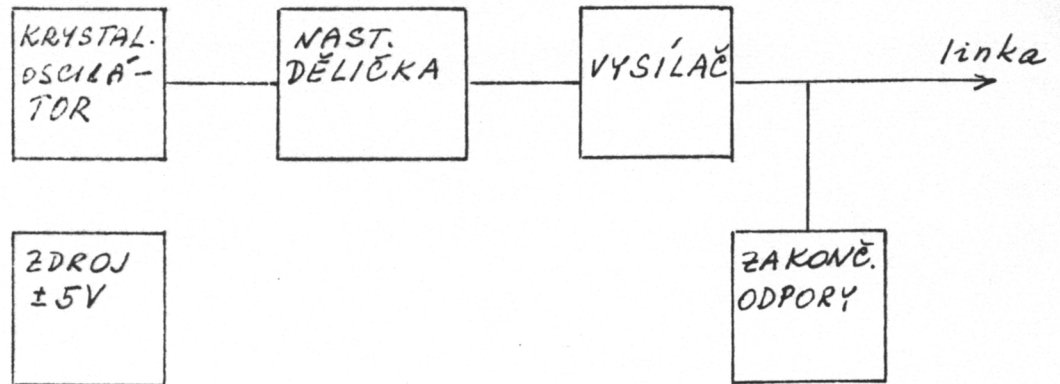 KRYSTAL.
OSCILÁ-
TOR
NAST.
DĚLIČKA
VYSÍLAČ
linka
ZDROJ
± 5V
ZAKONČ.
ODPORY